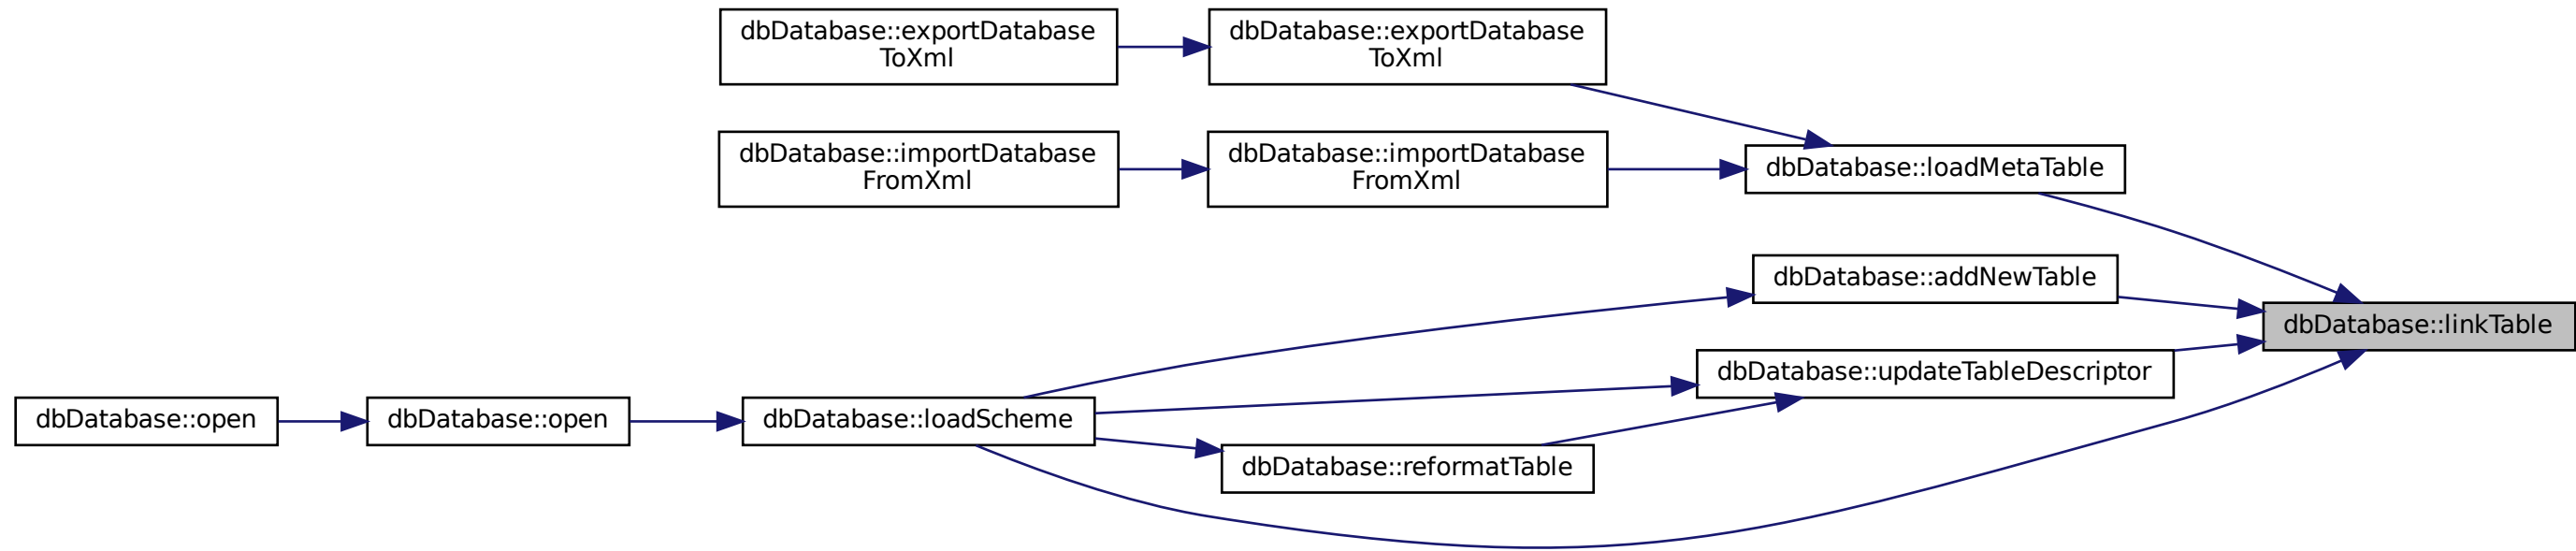 dbDatabase::exportDatabase
ToXml
dbDatabase::exportDatabase
ToXml
dbDatabase::importDatabase
FromXml
dbDatabase::importDatabase
FromXml
dbDatabase::loadMetaTable
dbDatabase::addNewTable
dbDatabase::linkTable
dbDatabase::updateTableDescriptor
dbDatabase::open
dbDatabase::open
dbDatabase::loadScheme
dbDatabase::reformatTable